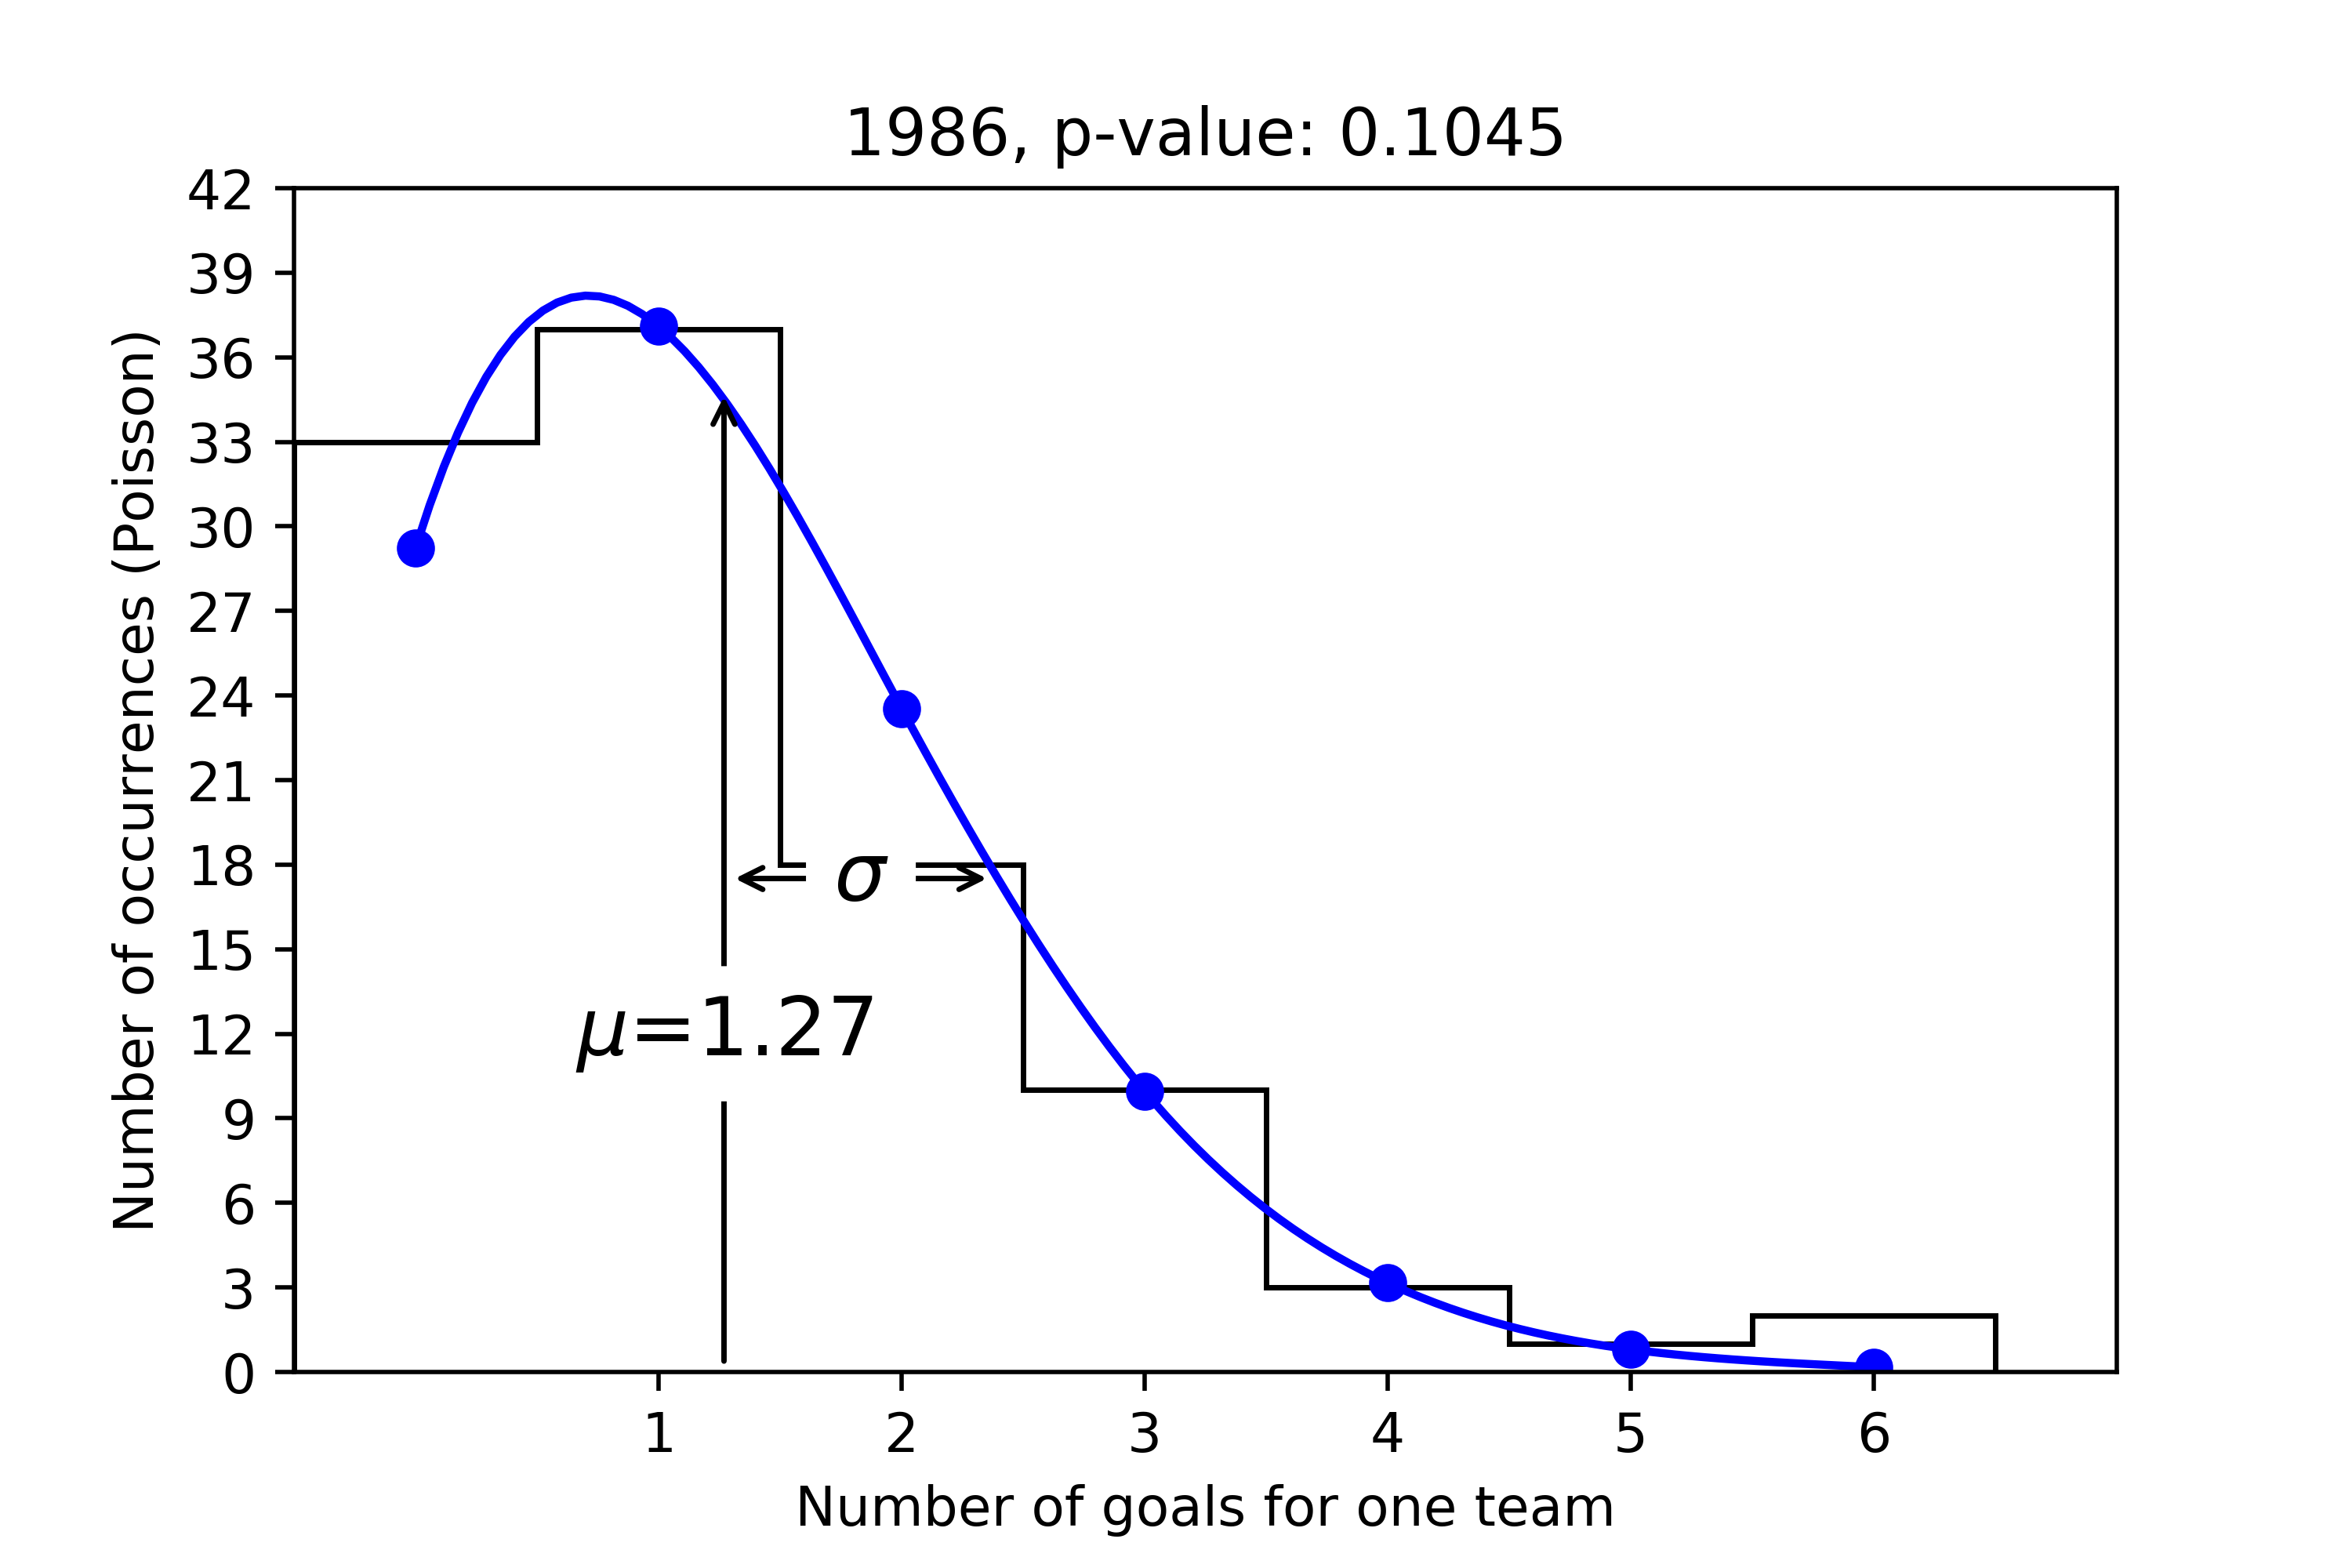 1986, p-value: 0.1045
Number of occurrences (Poisson)
42
39
36
33
30
27
24
21
18
15
12
9
6
3
0
σ
μ=1.27
1 2 3 4 5 6
Number of goals for one team